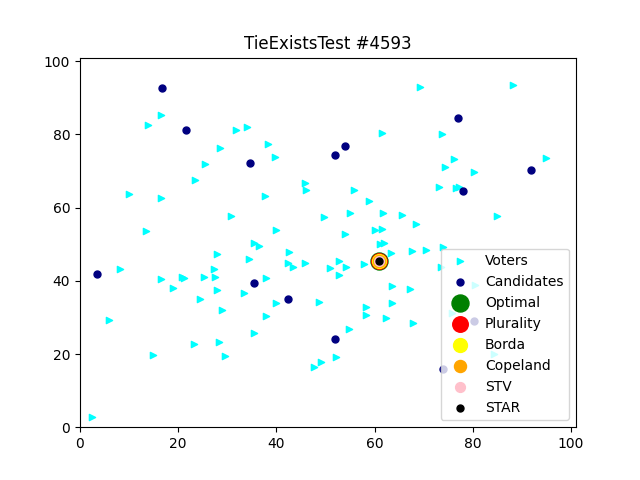 TieExistsTest #4593
100
80
60
40
20
0
0 20 40 60 80 100
Voters
Candidates
Optimal
Plurality
Borda
Copeland
STV
STAR